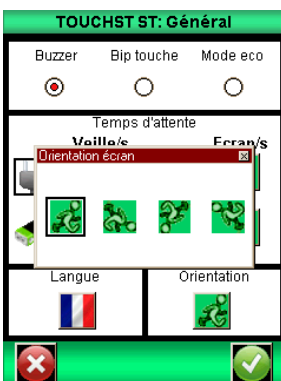 TOUCHST ST: Général
Buzzer Bip touche Mode eco
Temps d'attente
Veille/s Ecran/s
Orientation écran
Langue Orientation